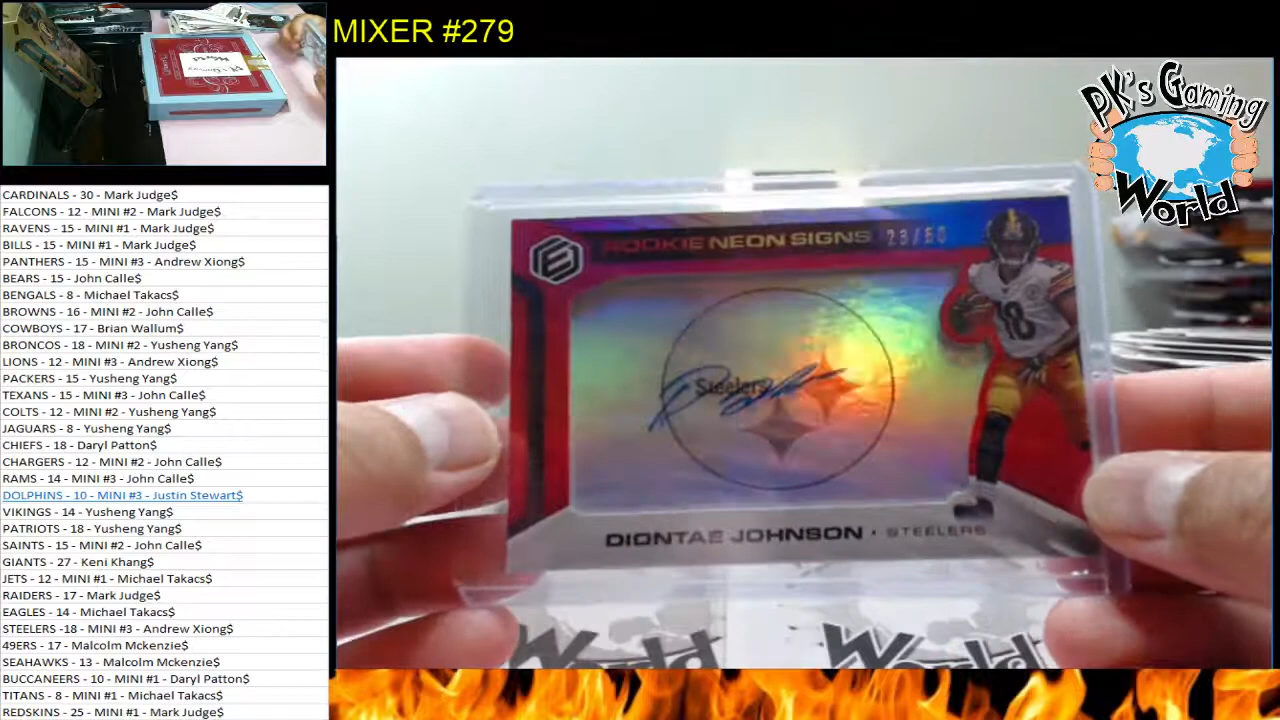 MIXER #279
PK's Gaming
World
CARDINALS - 30 - Mark Judge$
FALCONS - 12 - MINI #2 - Mark Judge$
RAVENS - 15 - MINI #1 - Mark Judge$
BILLS - 15 - MINI #1 - Mark Judge$
PANTHERS - 15 - MINI #3 - Andrew Xiong$
BEARS - 15 - John Calle$
BENGALS - 8 - Michael Takacs$
BROWNS - 16 - MINI #2 - John Calle$
COWBOYS - 17 - Brian Wallum$
BRONCOS - 18 - MINI #2 - Yusheng Yang$
LIONS - 12 - MINI #3 - Andrew Xiong$
PACKERS - 15 - Yusheng Yang$
TEXANS - 15 - MINI #3 - John Calle$
COLTS - 12 - MINI #2 - Yusheng Yang$
JAGUARS - 8 - Yusheng Yang$
CHIEFS - 18 - Daryl Patton$
CHARGERS - 12 - MINI #2 - John Calle$
RAMS - 14 - MINI #3 - John Calle$
DOLPHINS - 10 - MINI #3 - Justin Stewart$
VIKINGS - 14 - Yusheng Yang$
PATRIOTS - 18 - Yusheng Yang$
SAINTS - 15 - MINI #2 - John Calle$
GIANTS - 27 - Keni Khang$
JETS - 12 - MINI #1 - Michael Takacs$
RAIDERS - 17 - Mark Judge$
EAGLES - 14 - Michael Takacs$
STEELERS -18 - MINI #3 - Andrew Xiong$
49ERS - 17 - Malcolm Mckenzie$
SEAHAWKS - 13 - Malcolm Mckenzie$
BUCCANEERS - 10 - MINI #1 - Daryl Patton$
TITANS - 8 - MINI #1 - Michael Takacs$
REDSKINS - 25 - MINI #1 - Mark Judge$
E ROOKIE NEON SIGNS 23/50
18
Steelers
DIONTAE JOHNSON · STEELERS
World World